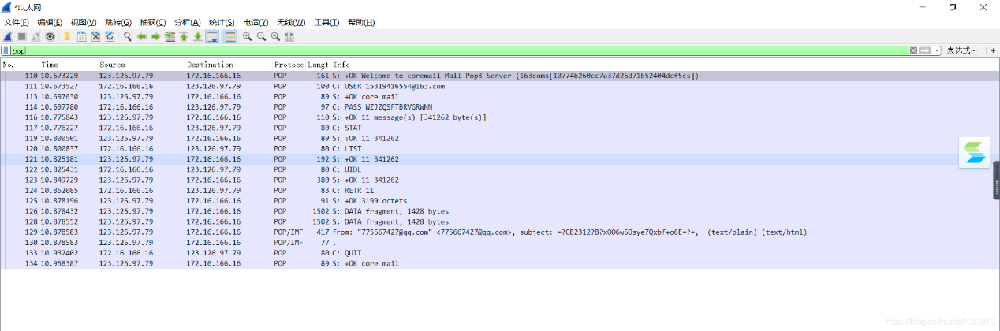 *以太网
文件(F) 编辑(E) 视图(V) 跳转(G) 捕获(C) 分析(A) 统计(S) 电话(Y) 无线(W) 工具(T) 帮助(H)
pop 表达式… +
No. Time Source Destination Protocc Lengt Info
110 10.673229 123.126.97.79 172.16.166.16 POP 161 S: +OK Welcome to coremail Mail Pop3 Server (163coms[10774b260cc7a37d26d71b52404dcf5cs])
111 10.673527 172.16.166.16 123.126.97.79 POP 100 C: USER 15319416554@163.com
113 10.697630 123.126.97.79 172.16.166.16 POP 89 S: +OK core mail
114 10.697780 172.16.166.16 123.126.97.79 POP 97 C: PASS WZJZQSFTBRVGRWNN
116 10.775843 123.126.97.79 172.16.166.16 POP 110 S: +OK 11 message(s) [341262 byte(s)]
117 10.776227 172.16.166.16 123.126.97.79 POP 80 C: STAT
119 10.800501 123.126.97.79 172.16.166.16 POP 89 S: +OK 11 341262
120 10.800837 172.16.166.16 123.126.97.79 POP 80 C: LIST
121 10.825181 123.126.97.79 172.16.166.16 POP 192 S: +OK 11 341262
122 10.825431 172.16.166.16 123.126.97.79 POP 80 C: UIDL
123 10.849729 123.126.97.79 172.16.166.16 POP 380 S: +OK 11 341262
124 10.852085 172.16.166.16 123.126.97.79 POP 83 C: RETR 11
125 10.878196 123.126.97.79 172.16.166.16 POP 91 S: +OK 3199 octets
126 10.878432 123.126.97.79 172.16.166.16 POP 1502 S: DATA fragment, 1428 bytes
128 10.878552 123.126.97.79 172.16.166.16 POP 1502 S: DATA fragment, 1428 bytes
129 10.878583 123.126.97.79 172.16.166.16 POP/IMF 417 from: "775667427@qq.com" <775667427@qq.com>, subject: =?GB2312?B?xOO6w6Osye7Qxbf+o6E=?=, (text/plain) (text/html)
130 10.878583 123.126.97.79 172.16.166.16 POP/IMF 77 .
133 10.932402 172.16.166.16 123.126.97.79 POP 80 C: QUIT
134 10.958387 123.126.97.79 172.16.166.16 POP 89 S: +OK core mail
https://blog.csdn.net/FCLSRC